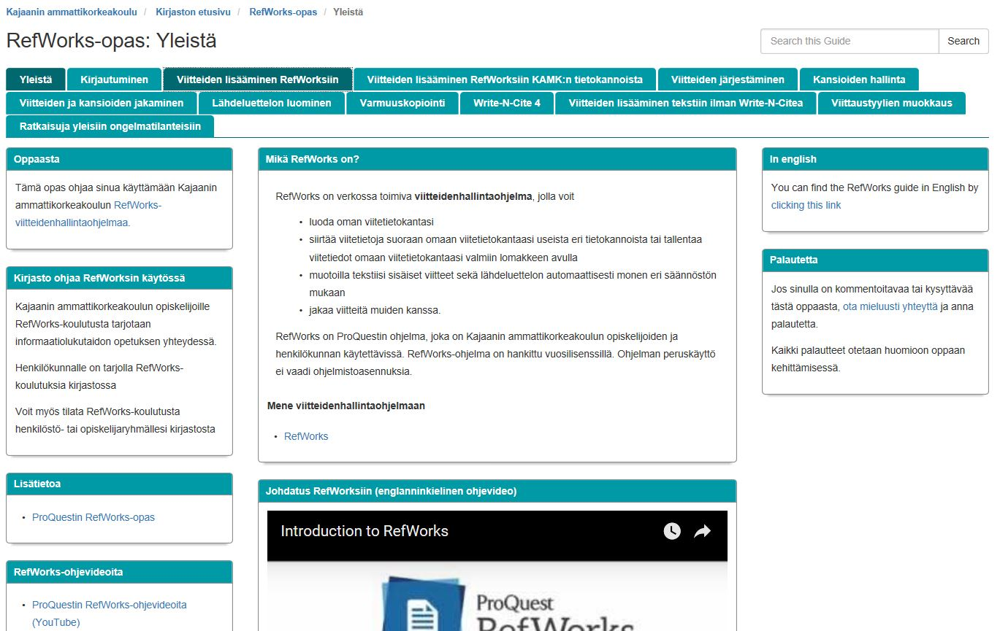 Kajaanin ammattikorkeakoulu / Kirjaston etusivu / RefWorks-opas / Yleistä
RefWorks-opas: Yleistä
Search this Guide Search
Yleistä Kirjautuminen Viitteiden lisääminen RefWorksiin Viitteiden lisääminen RefWorksiin KAMK:n tietokannoista Viitteiden järjestäminen Kansioiden hallinta
Viitteiden ja kansioiden jakaminen Lähdeluettelon luominen Varmuuskopiointi Write-N-Cite 4 Viitteiden lisääminen tekstiin ilman Write-N-Citea Viittaustyylien muokkaus
Ratkaisuja yleisiin ongelmatilanteisiin
Oppaasta
Tämä opas ohjaa sinua käyttämään Kajaanin
ammattikorkeakoulun RefWorks-
viitteidenhallintaohjelmaa.
Kirjasto ohjaa RefWorksin käytössä
Kajaanin ammattikorkeakoulun opiskelijoille
RefWorks-koulutusta tarjotaan
informaatiolukutaidon opetuksen yhteydessä.
Henkilökunnalle on tarjolla RefWorks-
koulutuksia kirjastossa
Voit myös tilata RefWorks-koulutusta
henkilöstö- tai opiskelijaryhmällesi kirjastosta
Lisätietoa
• ProQuestin RefWorks-opas
RefWorks-ohjevideoita
• ProQuestin RefWorks-ohjevideoita
(YouTube)
Mikä RefWorks on?
RefWorks on verkossa toimiva viitteidenhallintaohjelma, jolla voit
• luoda oman viitetietokantasi
• siirtää viitetietoja suoraan omaan viitetietokantaasi useista eri tietokannoista tai tallentaa
viitetiedot omaan viitetietokantaasi valmiin lomakkeen avulla
• muotoilla tekstiisi sisäiset viitteet sekä lähdeluettelon automaattisesti monen eri säännöstön
mukaan
• jakaa viitteitä muiden kanssa.
RefWorks on ProQuestin ohjelma, joka on Kajaanin ammattikorkeakoulun opiskelijoiden ja
henkilökunnan käytettävissä. RefWorks-ohjelma on hankittu vuosilisenssillä. Ohjelman peruskäyttö
ei vaadi ohjelmistoasennuksia.
Mene viitteidenhallintaohjelmaan
• RefWorks
Johdatus RefWorksiin (englanninkielinen ohjevideo)
Introduction to RefWorks
ProQuest
RefWorks
In english
You can find the RefWorks guide in English by
clicking this link
Palautetta
Jos sinulla on kommentoitavaa tai kysyttävää
tästä oppaasta, ota mieluusti yhteyttä ja anna
palautetta.
Kaikki palautteet otetaan huomioon oppaan
kehittämisessä.